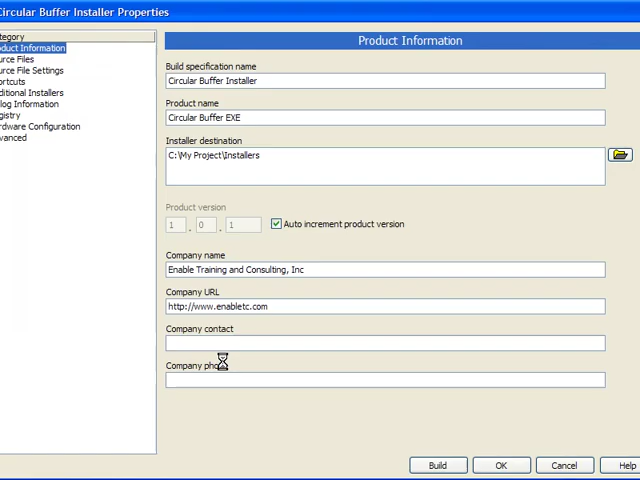 Circular Buffer Installer Properties
tegory
oduct Information
urce Files
urce File Settings
ortcuts
ditional Installers
log Information
gistry
rdware Configuration
vanced
Product Information
Build specification name
Circular Buffer Installer
Product name
Circular Buffer EXE
Installer destination
C:\My Project\Installers
Product version
1 . 0 . 1 Auto increment product version
Company name
Enable Training and Consulting, Inc
Company URL
http://www.enabletc.com
Company contact
Company pho
Build OK Cancel Help